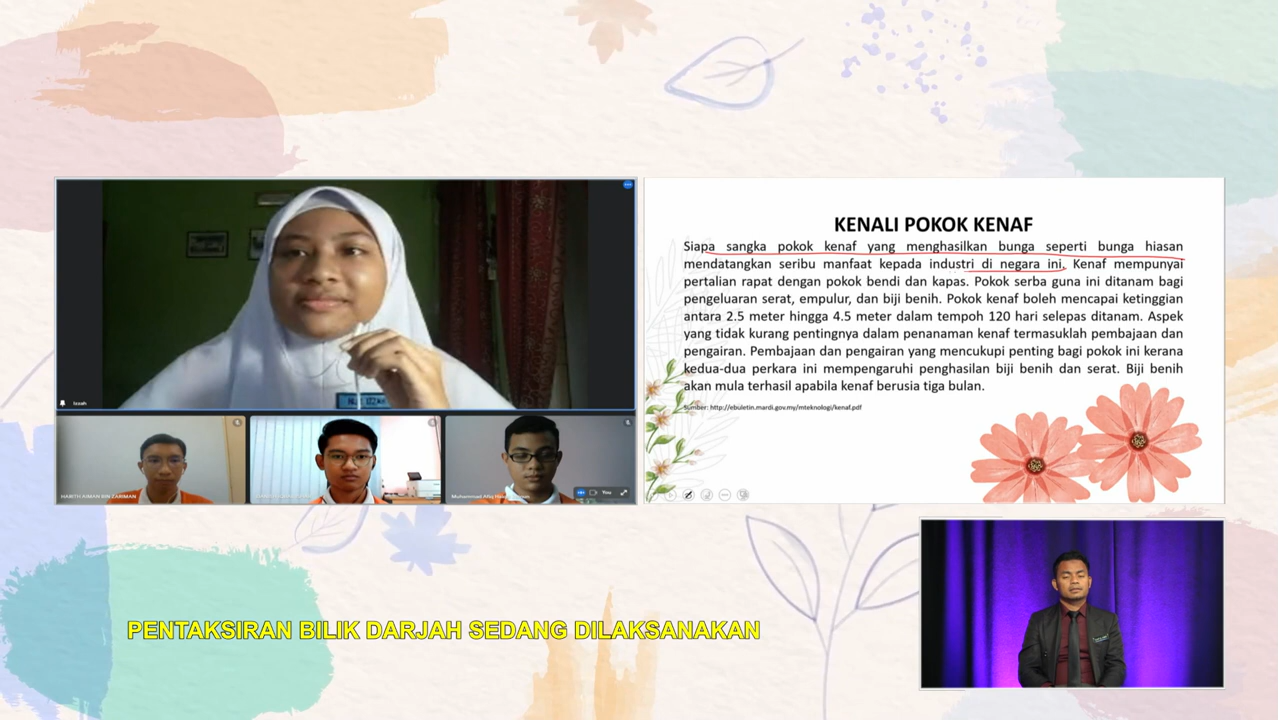 KENALI POKOK KENAF
Siapa sangka pokok kenaf yang menghasilkan bunga seperti bunga hiasan
mendatangkan seribu manfaat kepada industri di negara ini. Kenaf mempunyai
pertalian rapat dengan pokok bendi dan kapas. Pokok serba guna ini ditanam bagi
pengeluaran serat, empulur, dan biji benih. Pokok kenaf boleh mencapai ketinggian
antara 2.5 meter hingga 4.5 meter dalam tempoh 120 hari selepas ditanam. Aspek
yang tidak kurang pentingnya dalam penanaman kenaf termasuklah pembajaan dan
pengairan. Pembajaan dan pengairan yang mencukupi penting bagi pokok ini kerana
kedua-dua perkara ini mempengaruhi penghasilan biji benih dan serat. Biji benih
akan mula terhasil apabila kenaf berusia tiga bulan.
Sumber: http://ebuletin.mardi.gov.my/mteknologi/kenaf.pdf
Izzah
HARITH AIMAN BIN ZARIMAN
Muhammad Afiq
You
PENTAKSIRAN BILIK DARJAH SEDANG DILAKSANAKAN